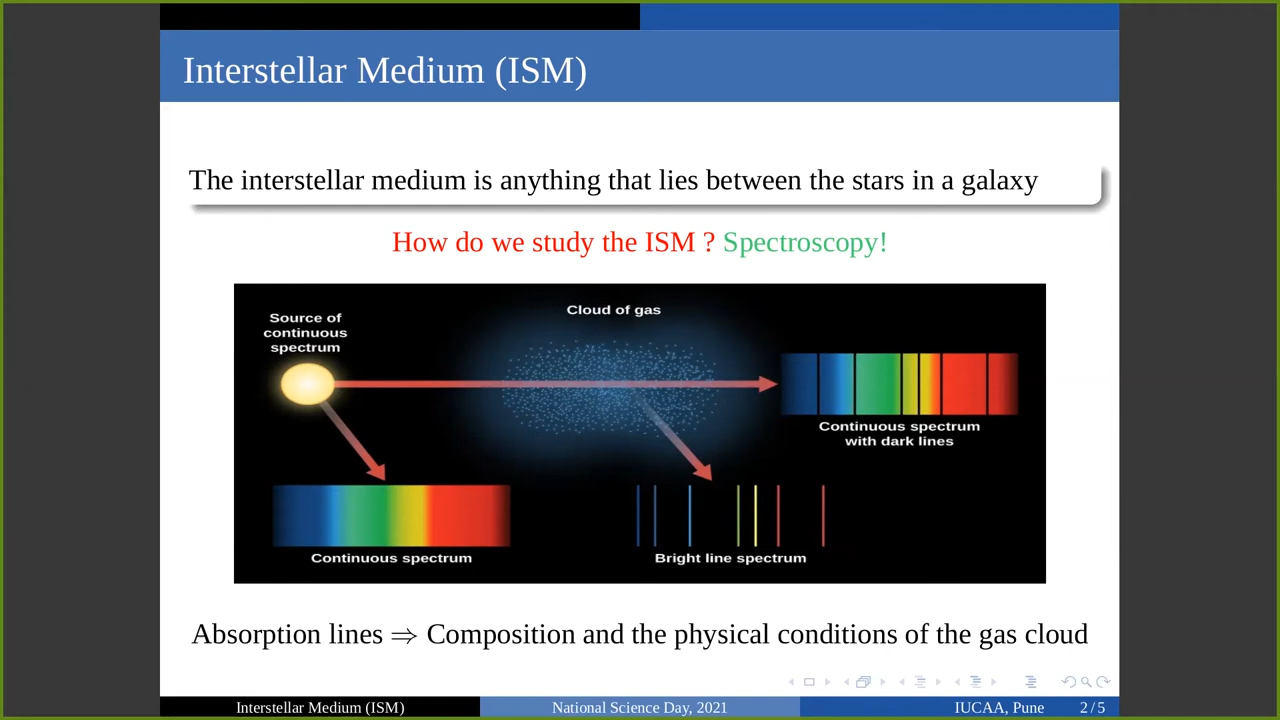 Interstellar Medium (ISM)
The interstellar medium is anything that lies between the stars in a galaxy
How do we study the ISM ? Spectroscopy!
Source of
continuous
spectrum
Cloud of gas
Continuous spectrum
with dark lines
Continuous spectrum
Bright line spectrum
Absorption lines ⇒ Composition and the physical conditions of the gas cloud
Interstellar Medium (ISM) National Science Day, 2021 IUCAA, Pune 2 / 5